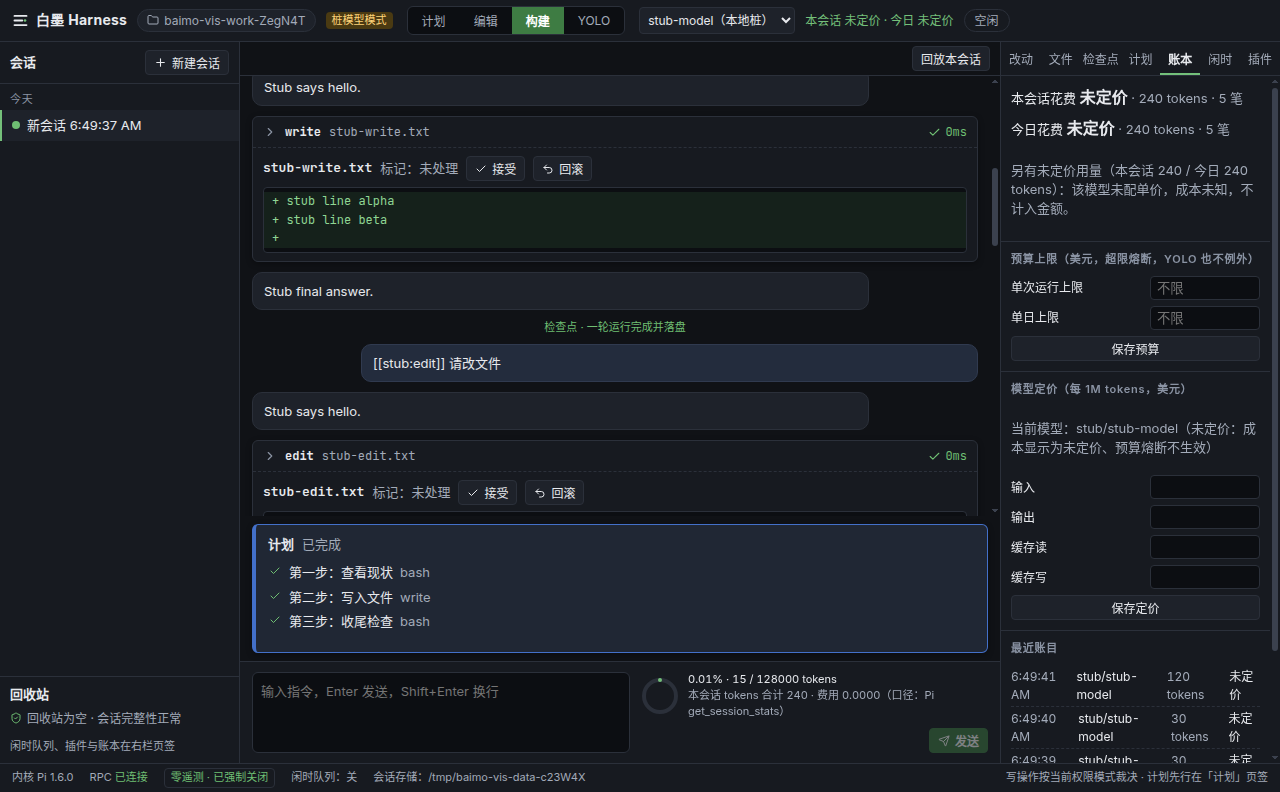 白墨 Harness baimo-vis-work-ZegN4T 桩模型模式 计划 编辑 构建 YOLO stub-model（本地桩） 本会话 未定价 · 今日 未定价 空闲
会话 新建会话
今天
新会话 6:49:37 AM
回收站
回收站为空 · 会话完整性正常
闲时队列、插件与账本在右栏页签
回放本会话
Stub says hello.
write stub-write.txt 0ms
stub-write.txt 标记：未处理 接受 回滚
+ stub line alpha
+ stub line beta
+
Stub final answer.
检查点 · 一轮运行完成并落盘
[[stub:edit]] 请改文件
Stub says hello.
edit stub-edit.txt 0ms
stub-edit.txt 标记：未处理 接受 回滚
计划 已完成
第一步：查看现状 bash
第二步：写入文件 write
第三步：收尾检查 bash
输入指令，Enter 发送，Shift+Enter 换行
0.01% · 15 / 128000 tokens
本会话 tokens 合计 240 · 费用 0.0000（口径：Pi
get_session_stats）
发送
改动 文件 检查点 计划 账本 闲时 插件
本会话花费 未定价 · 240 tokens · 5 笔
今日花费 未定价 · 240 tokens · 5 笔
另有未定价用量（本会话 240 / 今日 240
tokens）：该模型未配单价，成本未知，不
计入金额。
预算上限（美元，超限熔断，YOLO 也不例外）
单次运行上限 不限
单日上限 不限
保存预算
模型定价（每 1M tokens，美元）
当前模型：stub/stub-model（未定价：成
本显示为未定价、预算熔断不生效）
输入
输出
缓存读
缓存写
保存定价
最近账目
6:49:41 stub/stub- 120 未定
AM model tokens 价
6:49:40 stub/stub- 30 未定
AM model tokens 价
6:49:39 stub/stub- 30 未定
内核 Pi 1.6.0 RPC 已连接 零遥测 · 已强制关闭 闲时队列：关 会话存储：/tmp/baimo-vis-data-c23W4X 写操作按当前权限模式裁决 · 计划先行在「计划」页签